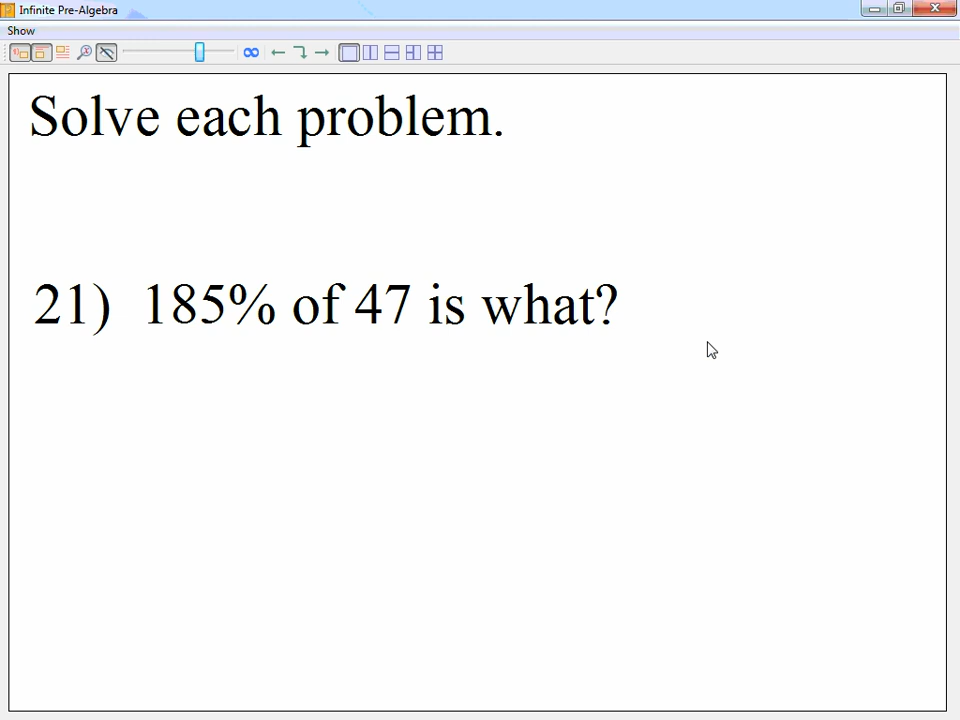 Infinite Pre-Algebra
Show
Solve each problem.
21) 185% of 47 is what?